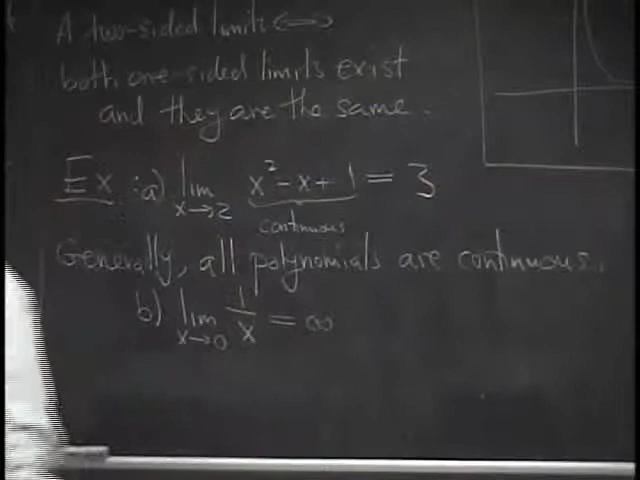 A two-sided limit ⇔
both one-sided limits exist
and they are the same.
Ex: a) lim x→2 x² - x + 1 = 3
continuous
Generally, all polynomials are continuous.
b) lim x→0 1/x = ∞